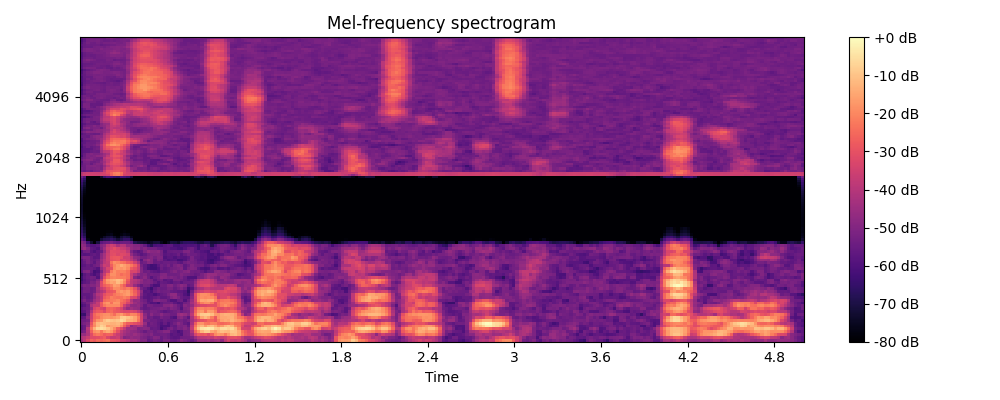 Mel-frequency spectrogram
Hz
4096
2048
1024
512
0
0 0.6 1.2 1.8 2.4 3 3.6 4.2 4.8
Time
+0 dB
-10 dB
-20 dB
-30 dB
-40 dB
-50 dB
-60 dB
-70 dB
-80 dB